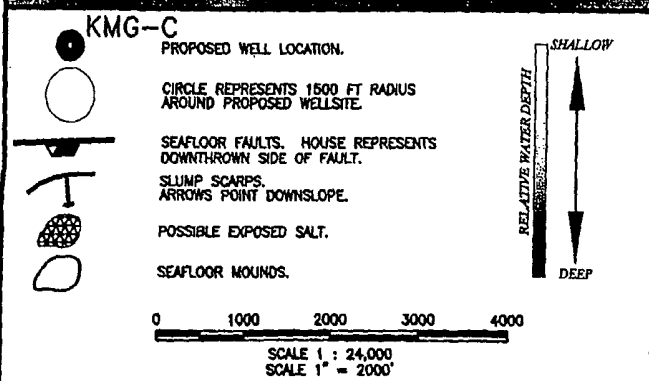 KMG-C
PROPOSED WELL LOCATION.
CIRCLE REPRESENTS 1500 FT RADIUS
AROUND PROPOSED WELLSITE.
SEAFLOOR FAULTS. HOUSE REPRESENTS
DOWNTHROWN SIDE OF FAULT.
SLUMP SCARPS.
ARROWS POINT DOWNSLOPE.
POSSIBLE EXPOSED SALT.
SEAFLOOR MOUNDS.
SHALLOW
RELATIVE WATER DEPTH
DEEP
0 1000 2000 3000 4000
SCALE 1 : 24,000
SCALE 1" = 2000'